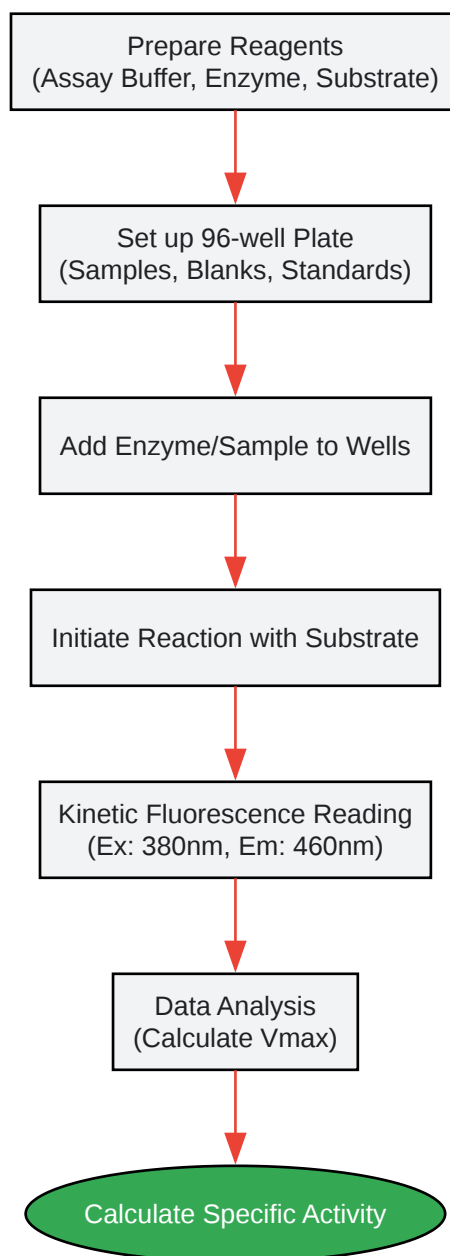 Prepare Reagents
(Assay Buffer, Enzyme, Substrate)
Set up 96-well Plate
(Samples, Blanks, Standards)
Add Enzyme/Sample to Wells
Initiate Reaction with Substrate
Kinetic Fluorescence Reading
(Ex: 380nm, Em: 460nm)
Data Analysis
(Calculate Vmax)
Calculate Specific Activity